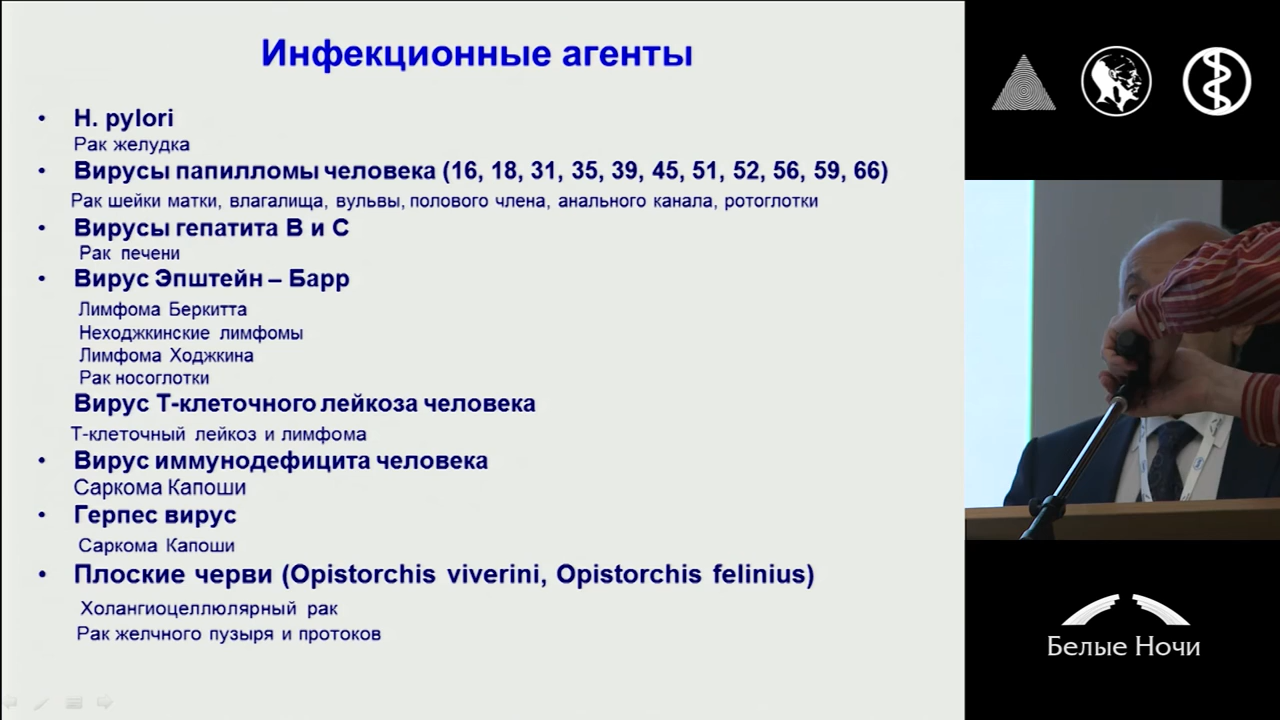 Инфекционные агенты
• H. pylori
Рак желудка
• Вирусы папилломы человека (16, 18, 31, 35, 39, 45, 51, 52, 56, 59, 66)
Рак шейки матки, влагалища, вульвы, полового члена, анального канала, ротоглотки
• Вирусы гепатита В и С
Рак печени
• Вирус Эпштейн – Барр
Лимфома Беркитта
Неходжкинские лимфомы
Лимфома Ходжкина
Рак носоглотки
Вирус Т-клеточного лейкоза человека
Т-клеточный лейкоз и лимфома
• Вирус иммунодефицита человека
Саркома Капоши
• Герпес вирус
Саркома Капоши
• Плоские черви (Opistorchis viverini, Opistorchis felinius)
Холангиоцеллюлярный рак
Рак желчного пузыря и протоков
Белые Ночи